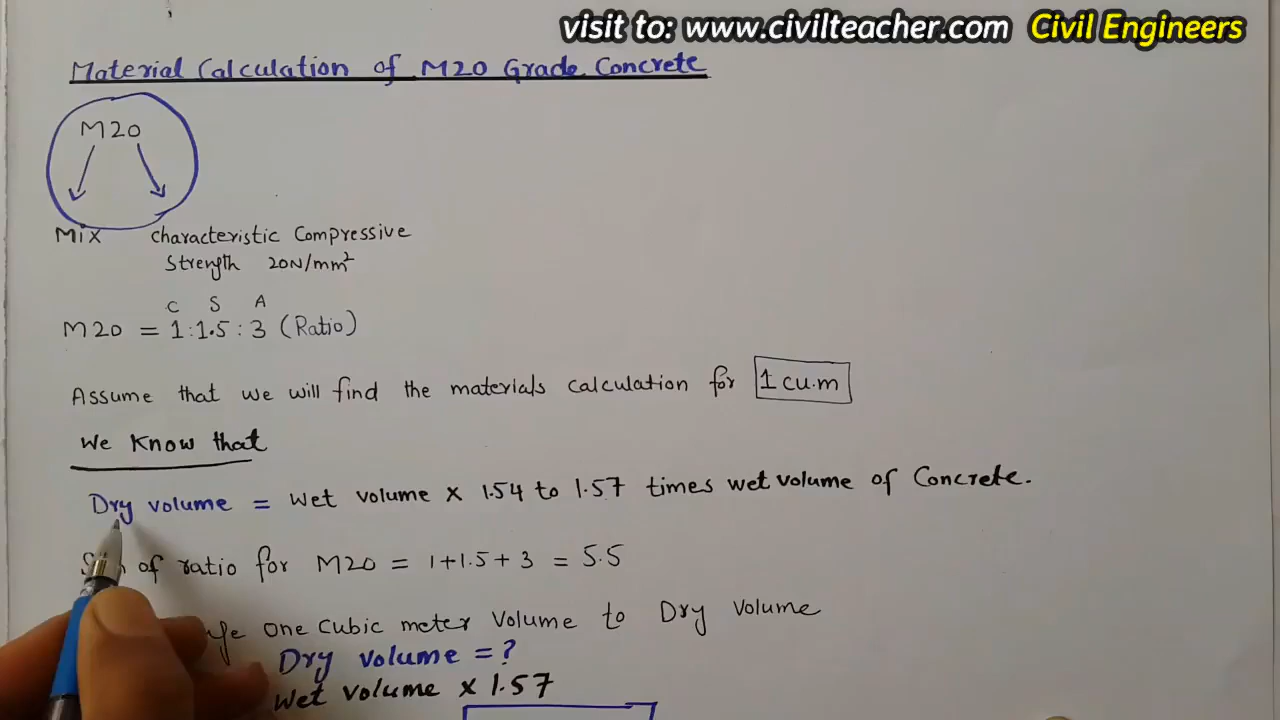 visit to: www.civilteacher.com Civil Engineers
Material Calculation of M20 Grade Concrete
M20
Mix characteristic Compressive
Strength 20N/mm²
C S A
M20 = 1:1.5:3 (Ratio)
Assume that we will find the materials calculation for 1 cu.m
We Know that
Dry volume = Wet volume × 1.54 to 1.57 times wet volume of Concrete.
of ratio for M20 = 1+1.5+3 = 5.5
one cubic meter volume to Dry volume
Dry volume = ?
Wet volume × 1.57